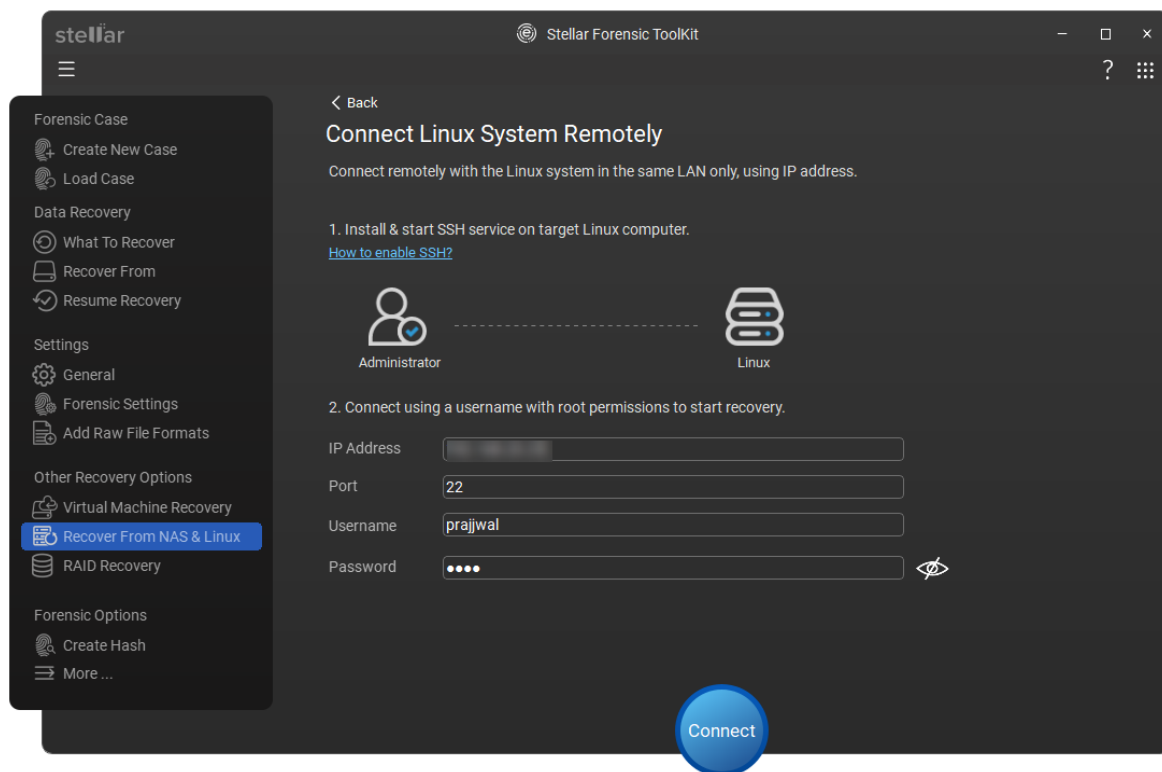 stellar
Stellar Forensic ToolKit
?
Forensic Case
Create New Case
Load Case
Data Recovery
What To Recover
Recover From
Resume Recovery
Settings
General
Forensic Settings
Add Raw File Formats
Other Recovery Options
Virtual Machine Recovery
Recover From NAS & Linux
RAID Recovery
Forensic Options
Create Hash
More ...
Back
Connect Linux System Remotely
Connect remotely with the Linux system in the same LAN only, using IP address.
1. Install & start SSH service on target Linux computer.
How to enable SSH?
Administrator
Linux
2. Connect using a username with root permissions to start recovery.
IP Address
Port 22
Username prajjwal
Password ••••
Connect